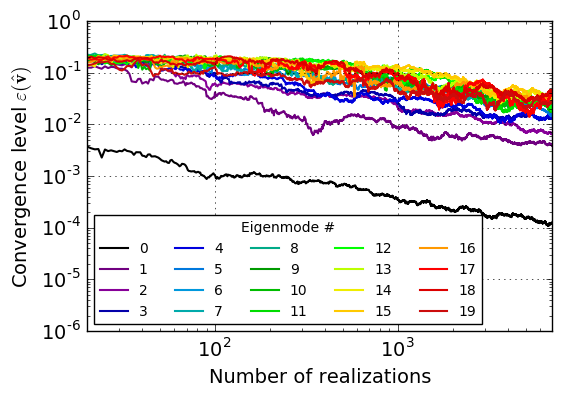 10^0
10^-1
10^-2
10^-3
10^-4
10^-5
10^-6
Convergence level ε(v̂)
Eigenmode #
0 4 8 12 16
1 5 9 13 17
2 6 10 14 18
3 7 11 15 19
10^2 10^3
Number of realizations